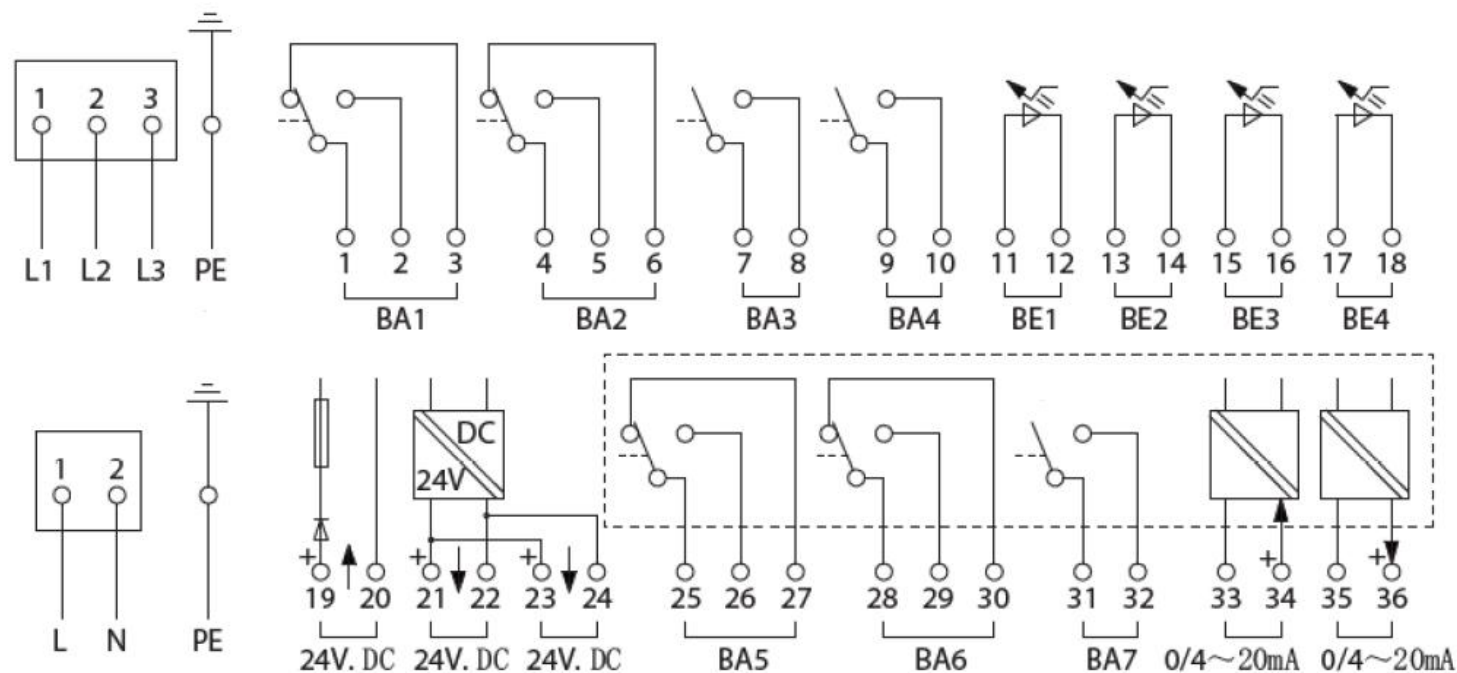 1 2 3
L1 L2 L3 PE
1 2 3 4 5 6 7 8 9 10 11 12 13 14 15 16 17 18
BA1 BA2 BA3 BA4 BE1 BE2 BE3 BE4
DC
24V
1 2
+ + + + +
19 20 21 22 23 24 25 26 27 28 29 30 31 32 33 34 35 36
L N PE
24V. DC 24V. DC 24V. DC BA5 BA6 BA7 0/4~20mA 0/4~20mA